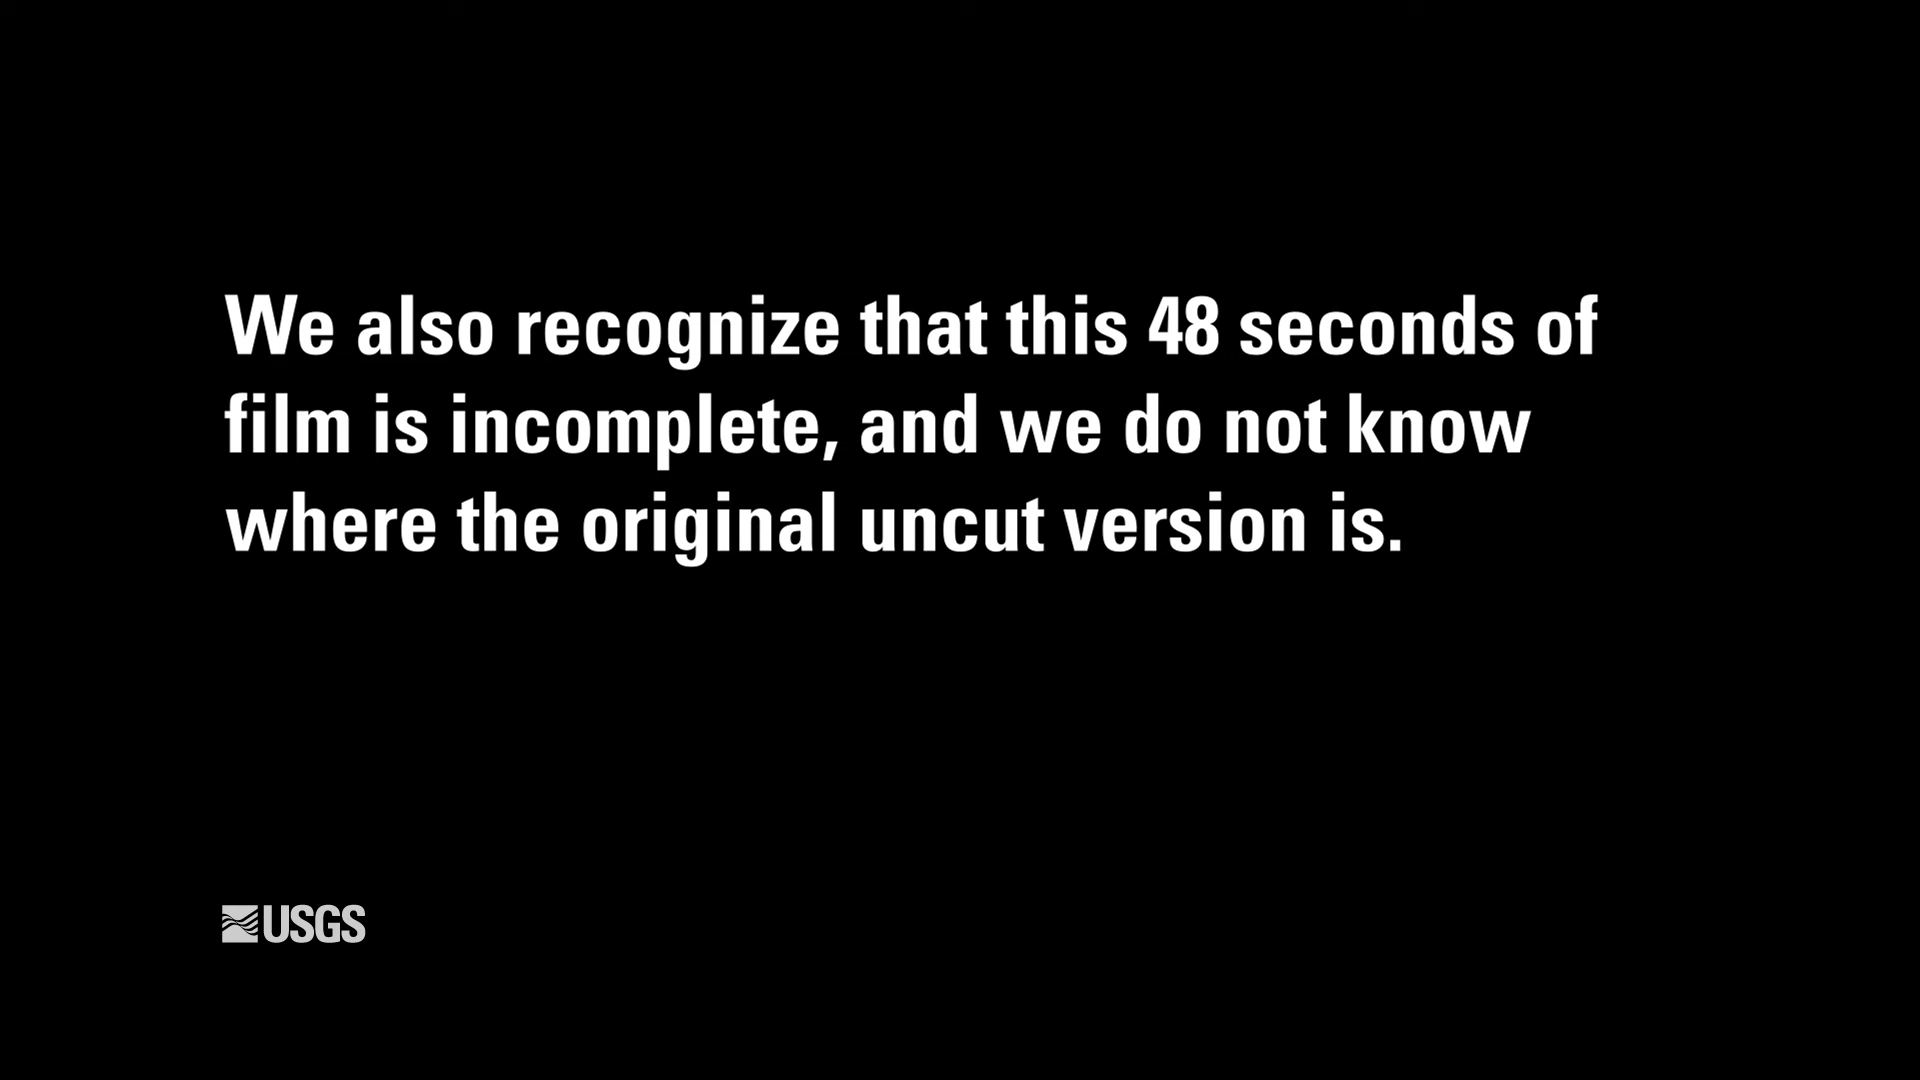 We also recognize that this 48 seconds of
film is incomplete, and we do not know
where the original uncut version is.
USGS